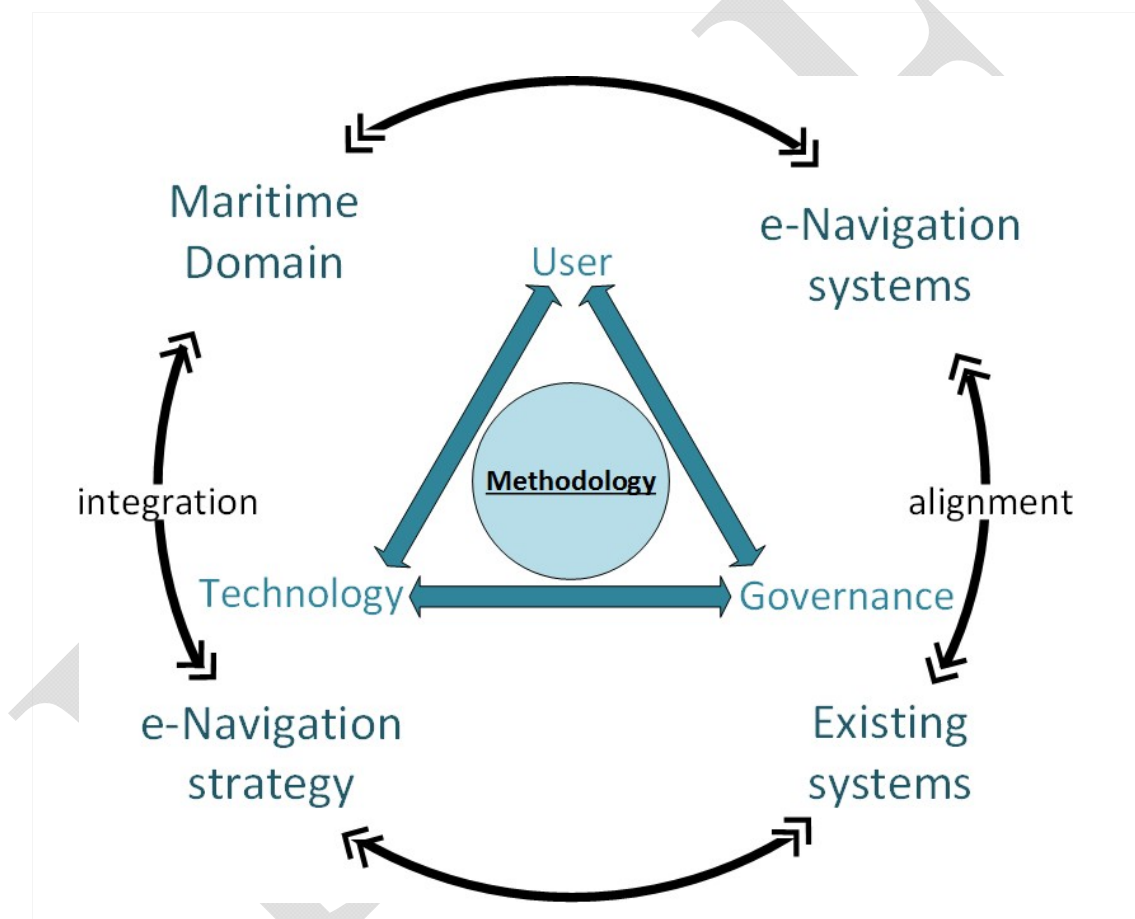 Maritime
Domain
e-Navigation
systems
User
Methodology
integration
alignment
Technology
Governance
e-Navigation
strategy
Existing
systems